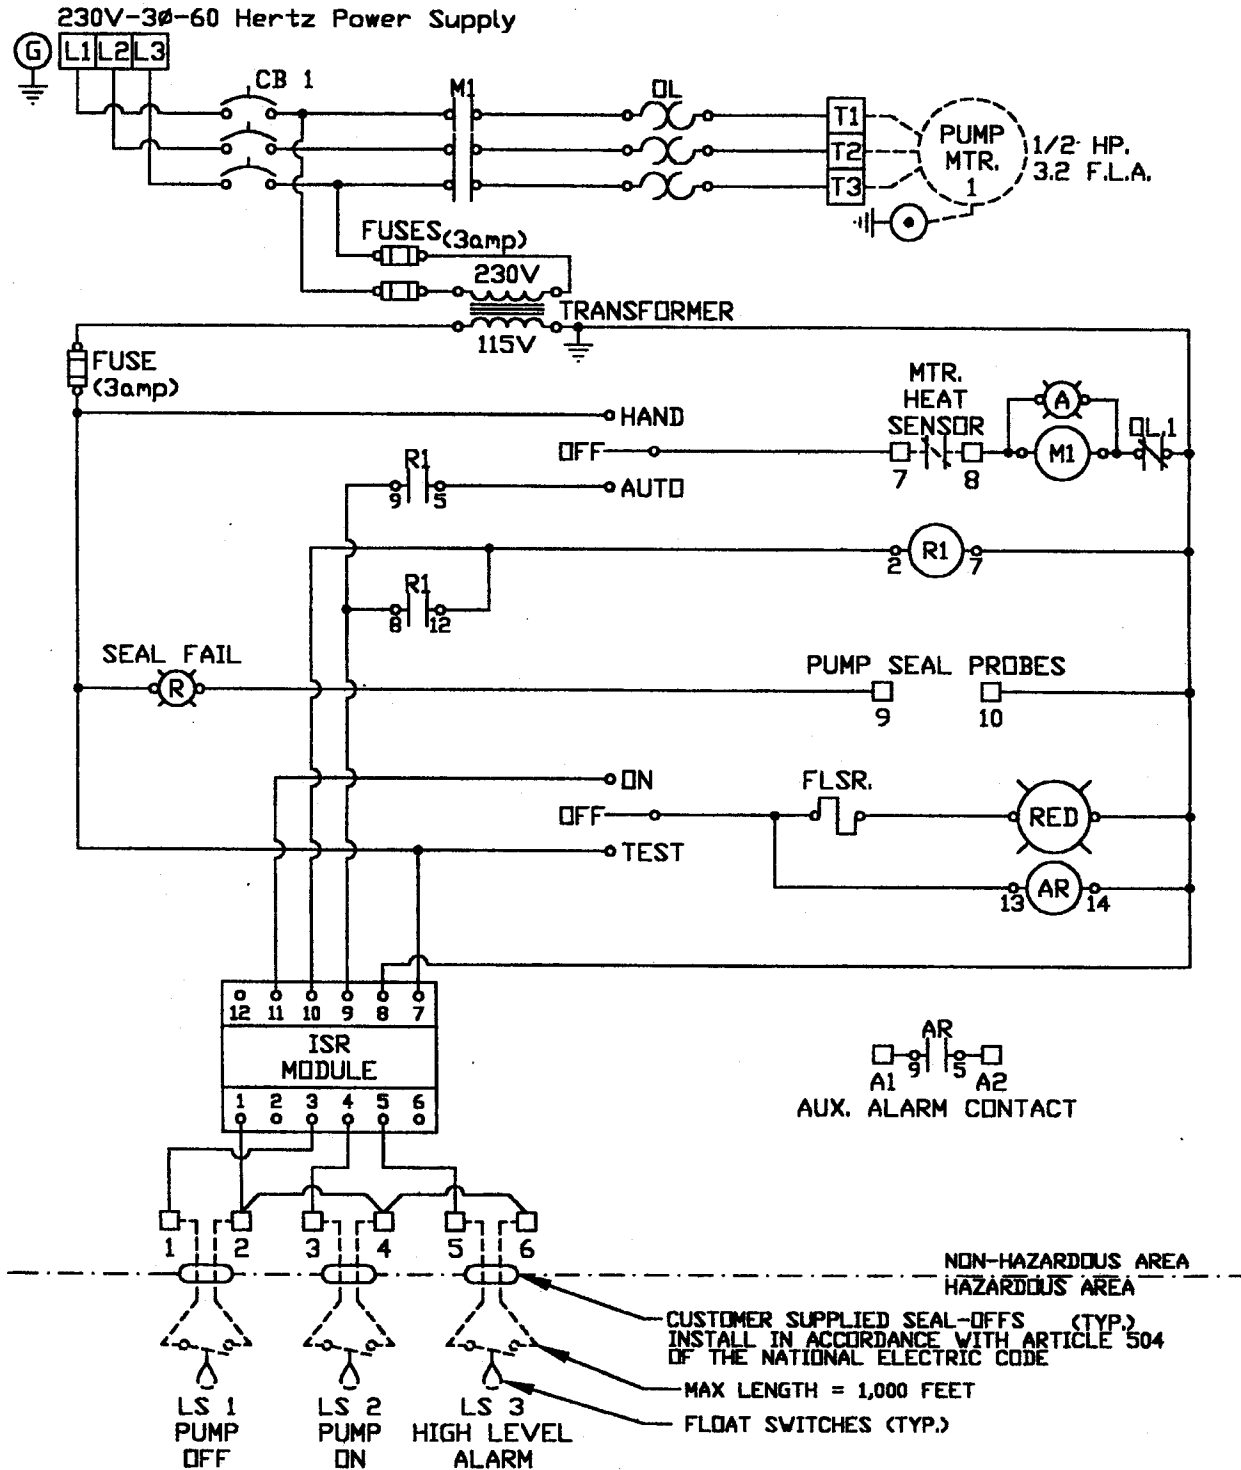 230V-3Ø-60 Hertz Power Supply
G L1 L2 L3
CB 1
M1
OL
T1
T2
T3
PUMP
MTR.
1
1/2 HP.
3.2 F.L.A.
FUSES (3amp)
230V
TRANSFORMER
115V
FUSE
(3amp)
HAND
OFF
AUTO
MTR.
HEAT
SENSOR
7 8
A
M1
OL.1
R1
9 5
R1
2 7
R1
8 12
SEAL FAIL
R
PUMP SEAL PROBES
9 10
ON
OFF
TEST
FLSR.
RED
AR
13 14
12 11 10 9 8 7
ISR
MODULE
1 2 3 4 5 6
AR
9 5
A1 A2
AUX. ALARM CONTACT
1 2 3 4 5 6
NON-HAZARDOUS AREA
HAZARDOUS AREA
CUSTOMER SUPPLIED SEAL-OFFS (TYP.)
INSTALL IN ACCORDANCE WITH ARTICLE 504
OF THE NATIONAL ELECTRIC CODE
MAX LENGTH = 1,000 FEET
FLOAT SWITCHES (TYP.)
LS 1
PUMP
OFF
LS 2
PUMP
ON
LS 3
HIGH LEVEL
ALARM